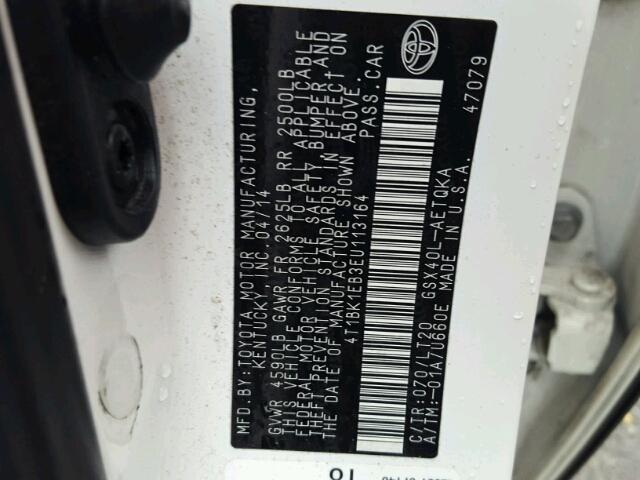 MFD.BY:TOYOTA MOTOR MANUFACTURING,
KENTUCKY, INC.04/14
GVWR 4590LB GAWR FR 2625LB RR 2500LB
THIS VEHICLE CONFORMS TO ALL APPLICABLE
FEDERAL MOTOR VEHICLE SAFETY, BUMPER, AND
THEFT PREVENTION STANDARDS IN EFFECT ON
THE DATE OF MANUFACTURE SHOWN ABOVE.
4T1BK1EB3EU113164 PASS.CAR
C/TR:079/LT20 GSX40L-AETQKA
A/TM:-01A/U660E MADE IN U.S.A.
47079